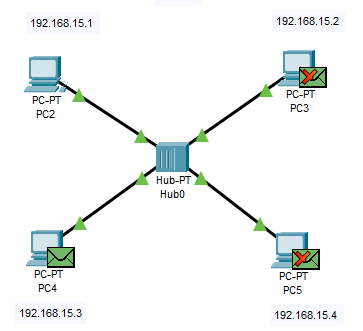 192.168.15.1
192.168.15.2
PC-PT
PC2
PC-PT
PC3
Hub-PT
Hub0
PC-PT
PC4
PC-PT
PC5
192.168.15.3
192.168.15.4